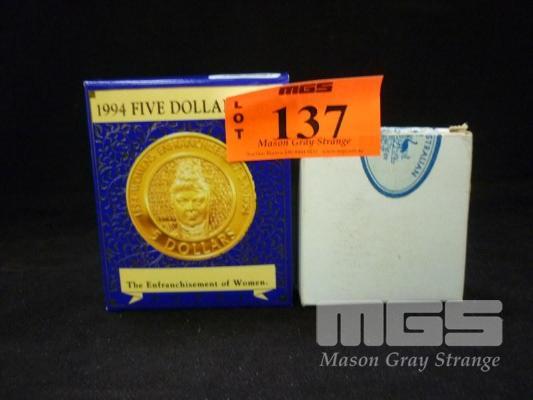 1994 FIVE DOLLA
MGS
LOT
137
Mason Gray Strange
5 DOLLARS
The Enfranchisement of Women.
MGS
Mason Gray Strange